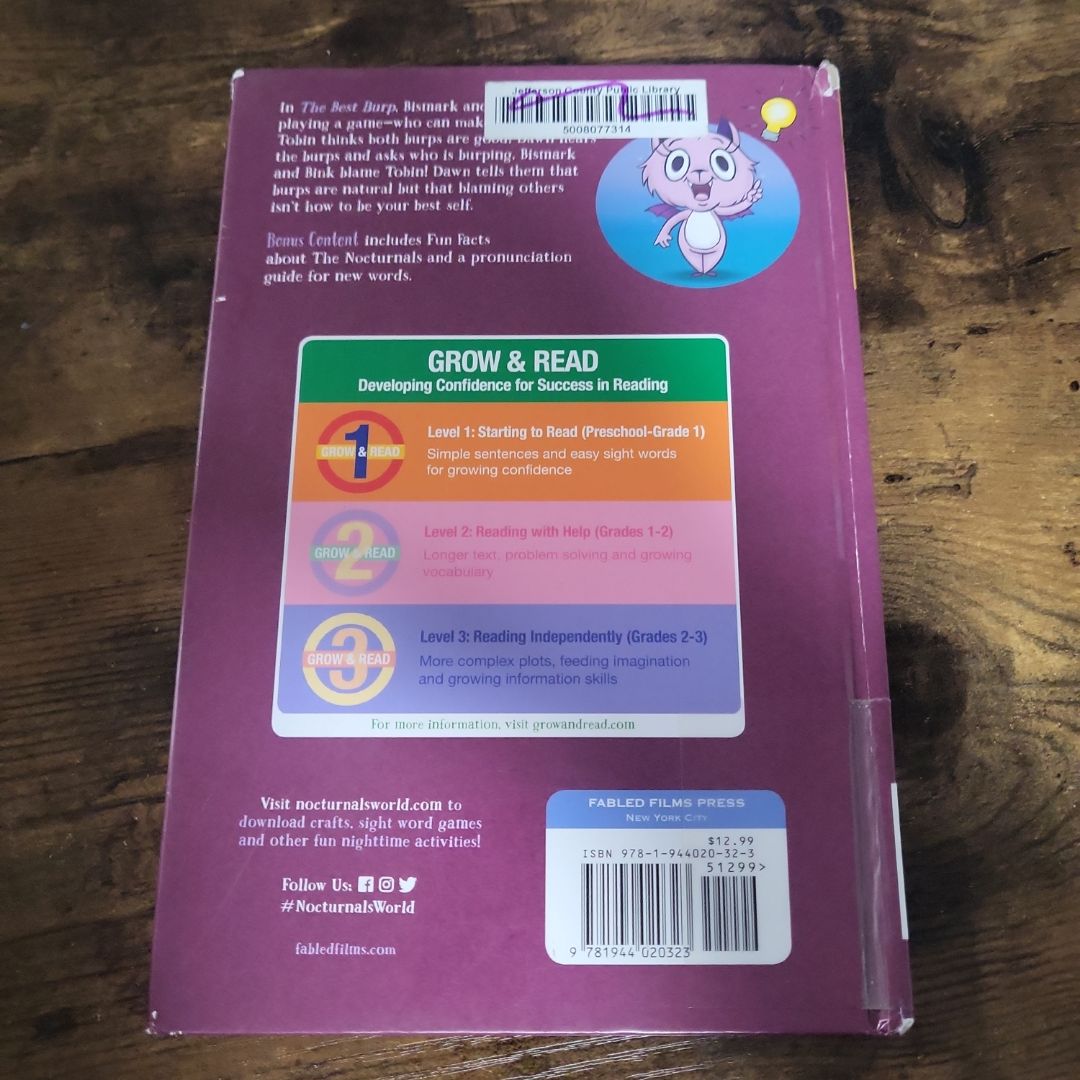 In The Best Burp, Bismark and
playing a game—who can mak
Tobin thinks both burps are good. Dawn hears
the burps and asks who is burping. Bismark
and Bink blame Tobin! Dawn tells them that
burps are natural but that blaming others
isn't how to be your best self.
Bonus Content includes Fun Facts
about The Nocturnals and a pronunciation
guide for new words.
Jefferson County Public Library
5008077314
GROW & READ
Developing Confidence for Success in Reading
1
GROW & READ
Level 1: Starting to Read (Preschool-Grade 1)
Simple sentences and easy sight words
for growing confidence
2
GROW & READ
Level 2: Reading with Help (Grades 1-2)
Longer text, problem solving and growing
vocabulary
3
GROW & READ
Level 3: Reading Independently (Grades 2-3)
More complex plots, feeding imagination
and growing information skills
For more information, visit growandread.com
Visit nocturnalsworld.com to
download crafts, sight word games
and other fun nighttime activities!
Follow Us:
#NocturnalsWorld
fabledfilms.com
FABLED FILMS PRESS
NEW YORK CITY
$12.99
ISBN 978-1-944020-32-3
51299>
9 781944 020323